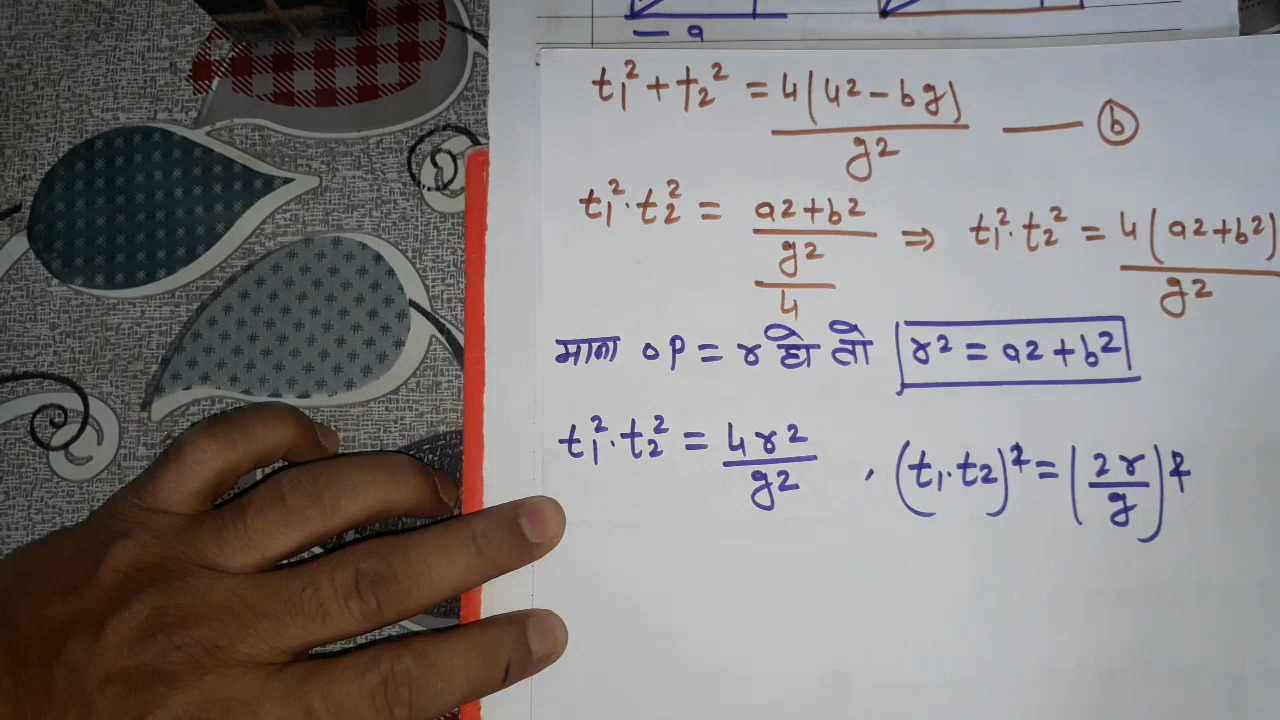 — a
t₁² + t₂² = 4(4² - bg) / g² —— (b)
t₁² · t₂² = (a² + b²) / (g² / 4) ⇒ t₁² · t₂² = 4(a² + b²) / g²
माना OP = r हो तो r² = a² + b²
t₁² · t₂² = 4r² / g² , (t₁ · t₂)² = (2r / g)²